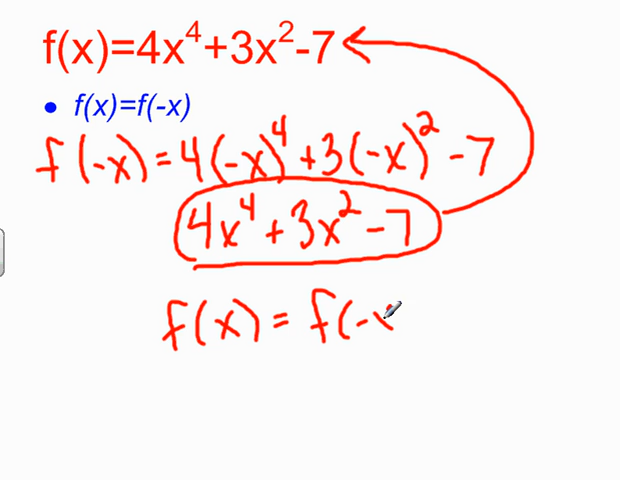 f(x)=4x⁴+3x²-7
• f(x)=f(-x)
f(-x)=4(-x)⁴+3(-x)²-7
4x⁴+3x²-7
f(x)=f(-x